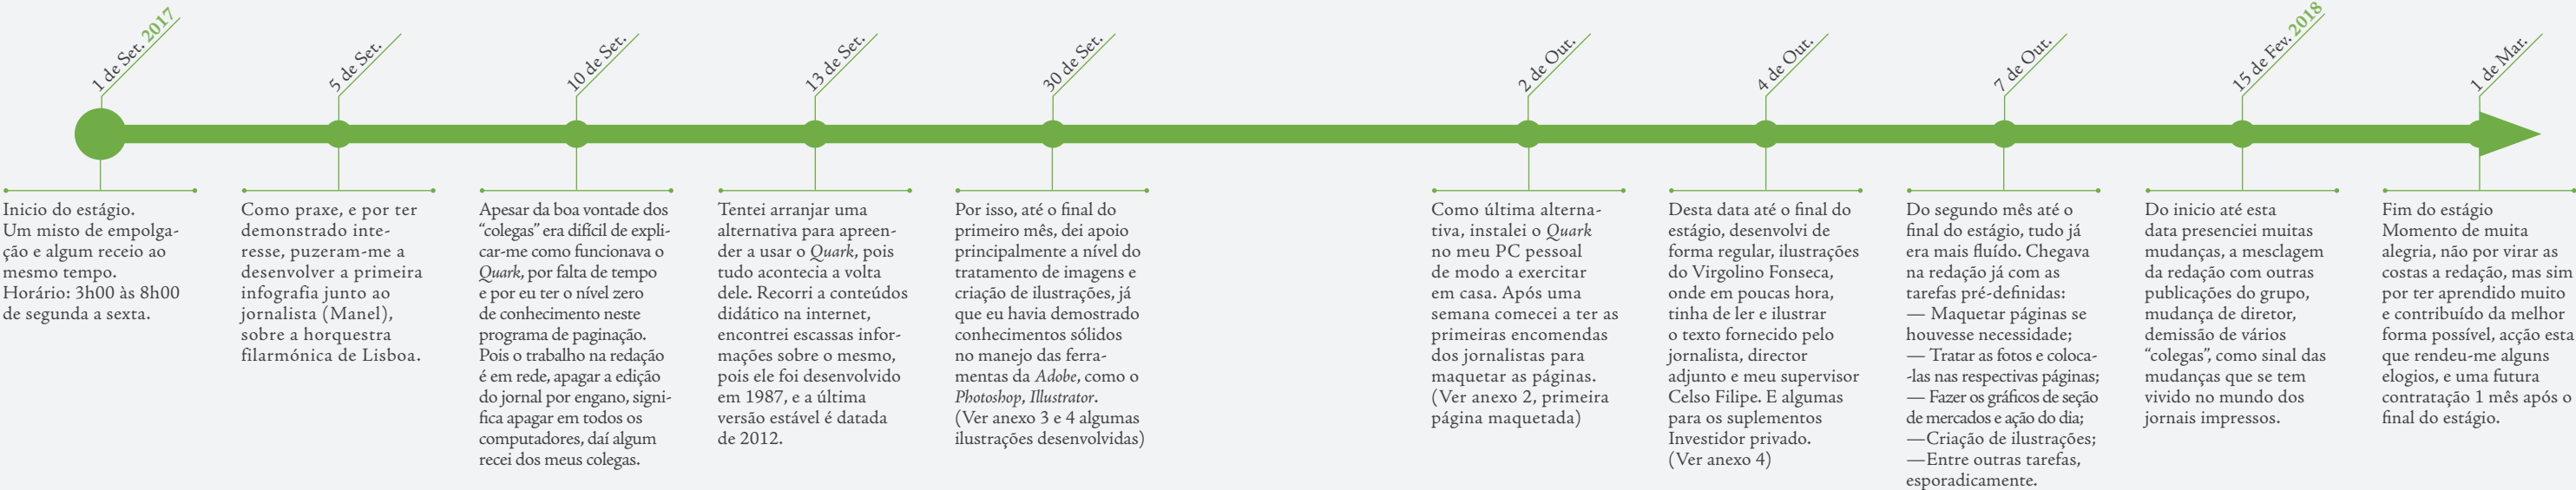 1 de Set. 2017
Inicio do estágio.
Um misto de empolga-
ção e algum receio ao
mesmo tempo.
Horário: 3h00 às 8h00
de segunda a sexta.
5 de Set.
Como praxe, e por ter
demonstrado inte-
resse, puzeram-me a
desenvolver a primeira
infografia junto ao
jornalista (Manel),
sobre a horquestra
filarmónica de Lisboa.
10 de Set.
Apesar da boa vontade dos
“colegas” era difícil de expli-
car-me como funcionava o
Quark, por falta de tempo
e por eu ter o nível zero
de conhecimento neste
programa de paginação.
Pois o trabalho na redação
é em rede, apagar a edição
do jornal por engano, signi-
fica apagar em todos os
computadores, daí algum
recei dos meus colegas.
13 de Set.
Tentei arranjar uma
alternativa para apreen-
der a usar o Quark, pois
tudo acontecia a volta
dele. Recorri a conteúdos
didático na internet,
encontrei escassas infor-
mações sobre o mesmo,
pois ele foi desenvolvido
em 1987, e a última
versão estável é datada
de 2012.
30 de Set.
Por isso, até o final do
primeiro mês, dei apoio
principalmente a nível do
tratamento de imagens e
criação de ilustrações, já
que eu havia demostrado
conhecimentos sólidos
no manejo das ferra-
mentas da Adobe, como o
Photoshop, Illustrator.
(Ver anexo 3 e 4 algumas
ilustrações desenvolvidas)
2 de Out.
Como última alterna-
tiva, instalei o Quark
no meu PC pessoal
de modo a exercitar
em casa. Após uma
semana comecei a ter as
primeiras encomendas
dos jornalistas para
maquetar as páginas.
(Ver anexo 2, primeira
página maquetada)
4 de Out.
Desta data até o final do
estágio, desenvolvi de
forma regular, ilustrações
do Virgolino Fonseca,
onde em poucas hora,
tinha de ler e ilustrar
o texto fornecido pelo
jornalista, director
adjunto e meu supervisor
Celso Filipe. E algumas
para os suplementos
Investidor privado.
(Ver anexo 4)
7 de Out.
Do segundo mês até o
final do estágio, tudo já
era mais fluído. Chegava
na redação já com as
tarefas pré-definidas:
— Maquetar páginas se
houvesse necessidade;
— Tratar as fotos e coloca-
-las nas respectivas páginas;
— Fazer os gráficos de seção
de mercados e ação do dia;
—Criação de ilustrações;
—Entre outras tarefas,
esporadicamente.
15 de Fev. 2018
Do inicio até esta
data presenciei muitas
mudanças, a mesclagem
da redação com outras
publicações do grupo,
mudança de diretor,
demissão de vários
“colegas”, como sinal das
mudanças que se tem
vivido no mundo dos
jornais impressos.
1 de Mar.
Fim do estágio
Momento de muita
alegria, não por virar as
costas a redação, mas sim
por ter aprendido muito
e contribuído da melhor
forma possível, acção esta
que rendeu-me alguns
elogios, e uma futura
contratação 1 mês após o
final do estágio.